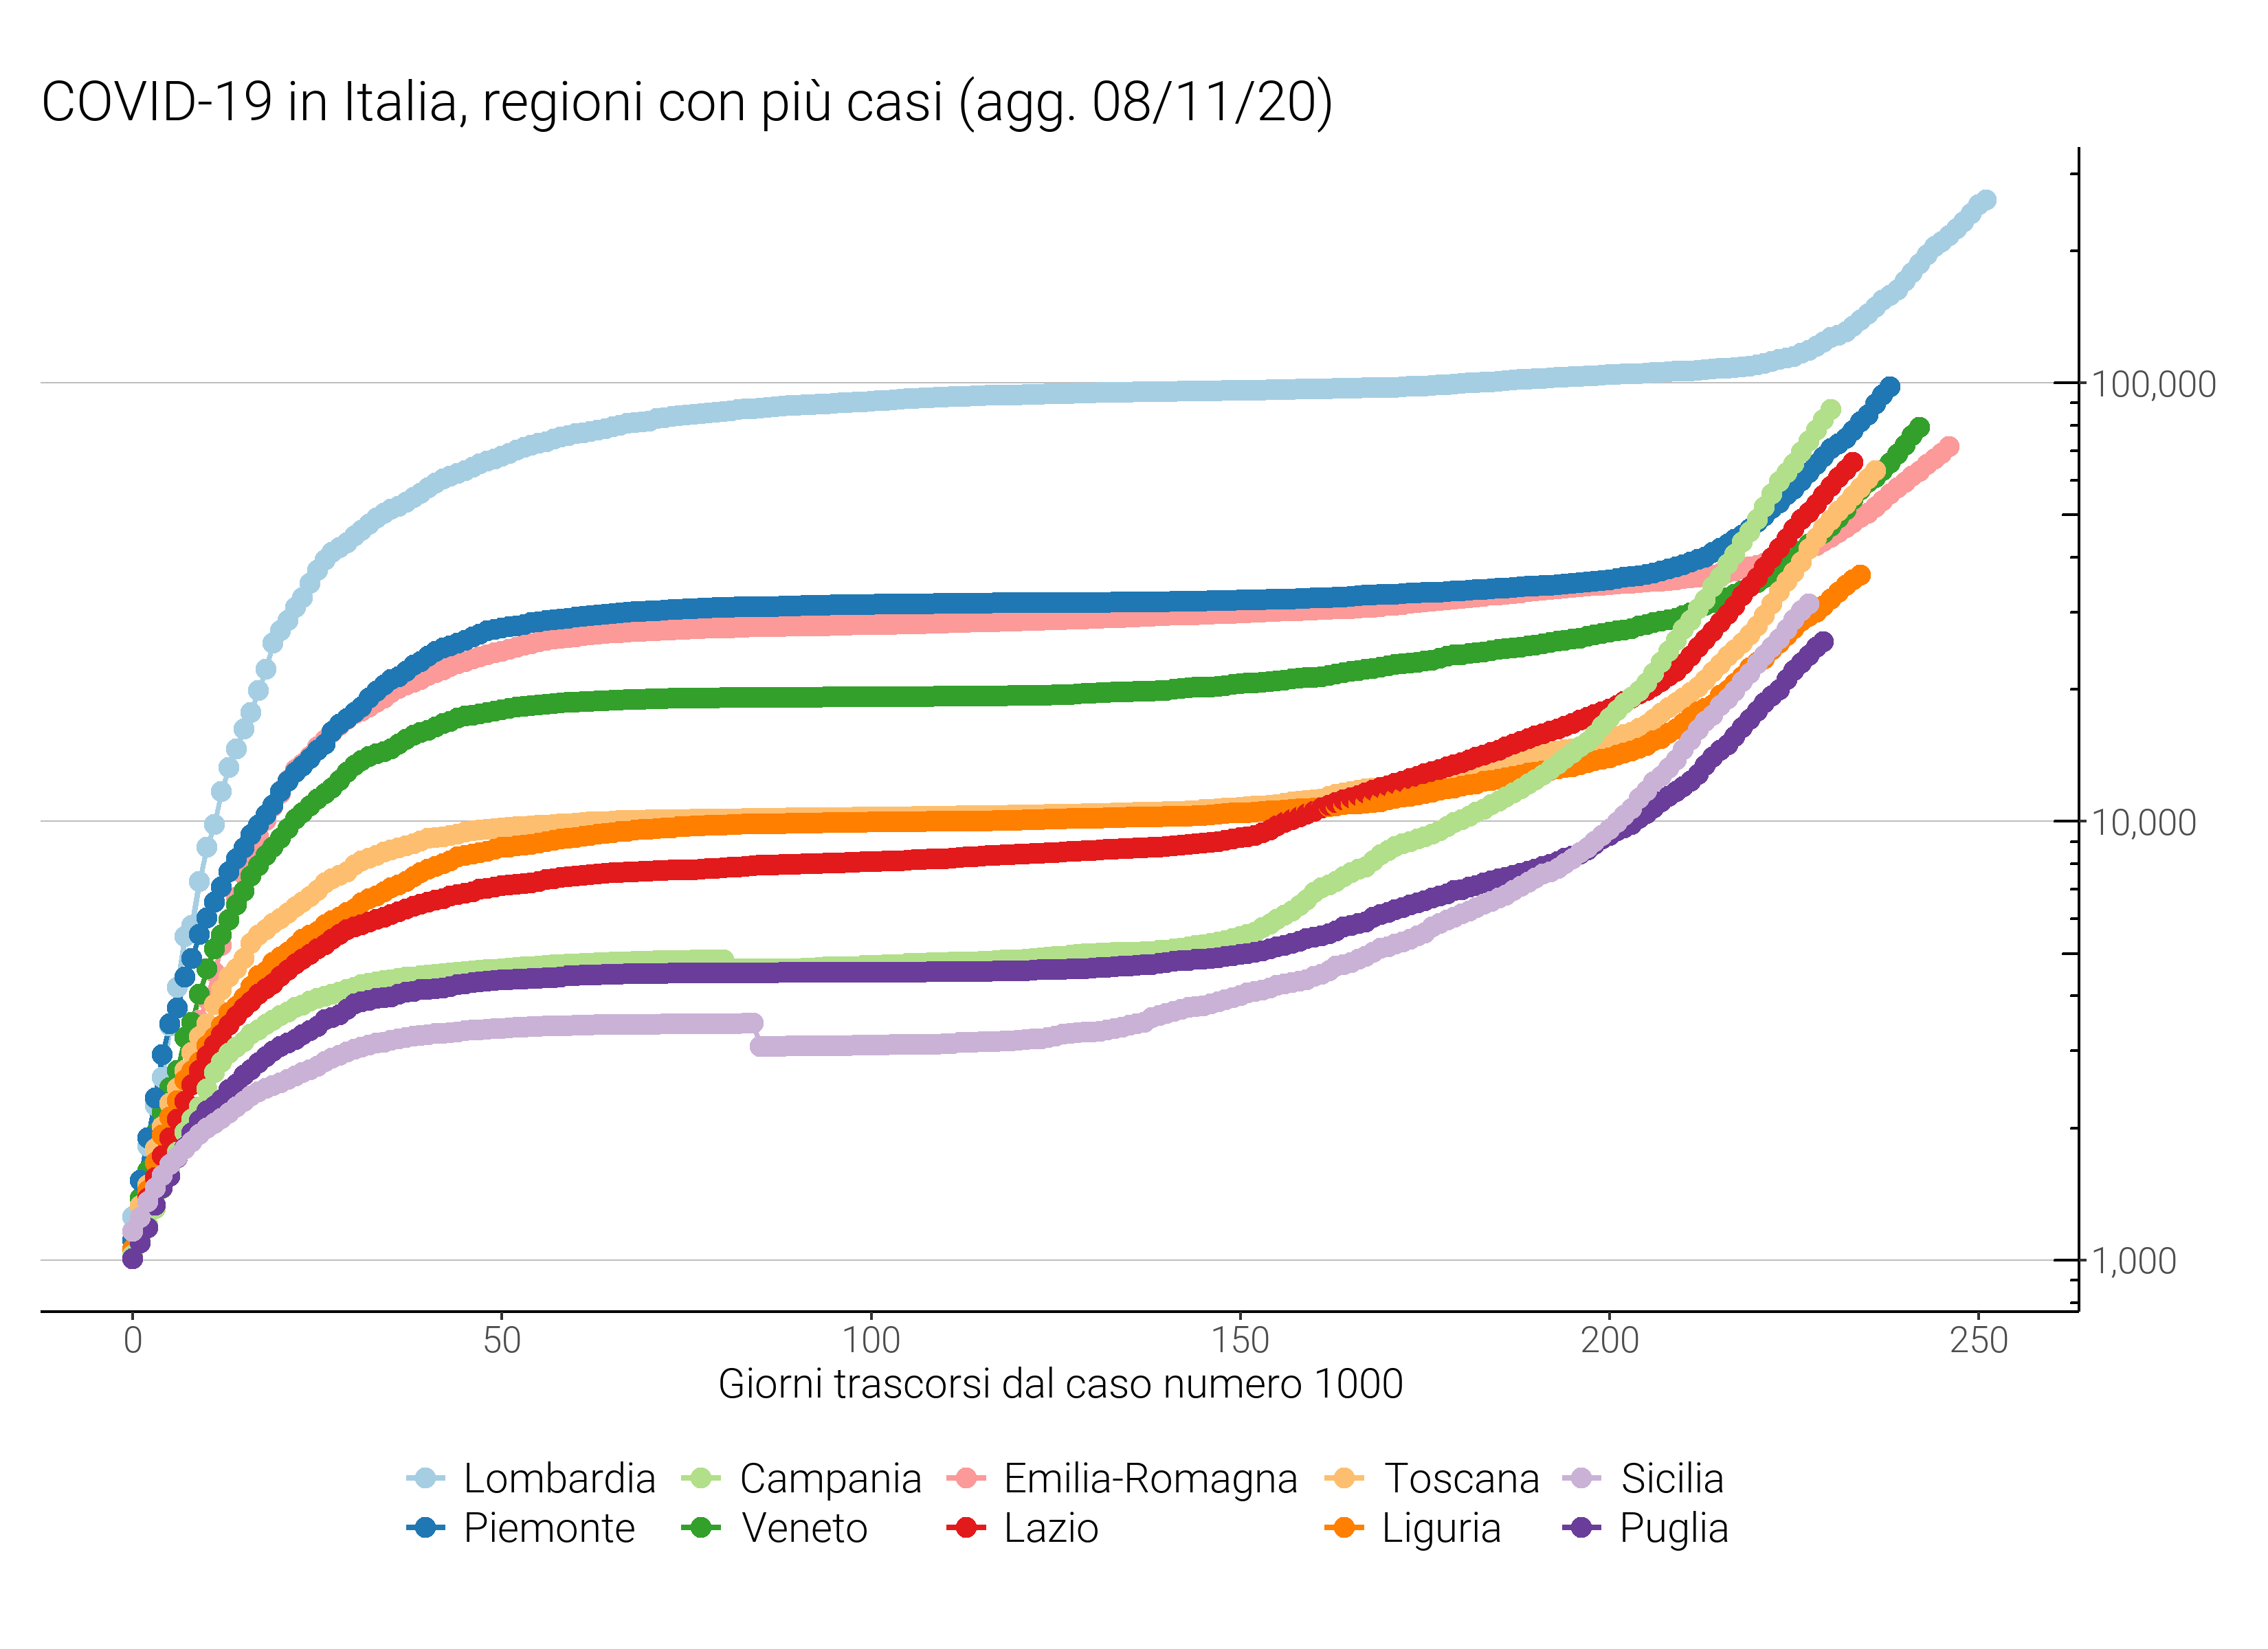 COVID-19 in Italia, regioni con più casi (agg. 08/11/20)
100,000
10,000
1,000
0 50 100 150 200 250
Giorni trascorsi dal caso numero 1000
Lombardia Campania Emilia-Romagna Toscana Sicilia
Piemonte Veneto Lazio Liguria Puglia